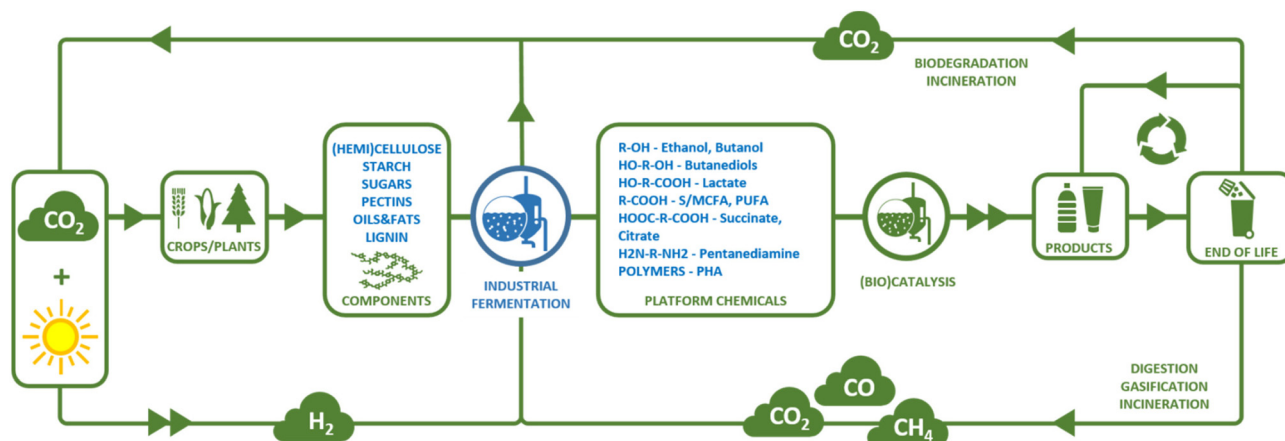 CO₂
BIODEGRADATION
INCINERATION
CO₂
+
CROPS/PLANTS
(HEMI)CELLULOSE
STARCH
SUGARS
PECTINS
OILS&FATS
LIGNIN
COMPONENTS
INDUSTRIAL
FERMENTATION
R-OH - Ethanol, Butanol
HO-R-OH - Butanediols
HO-R-COOH - Lactate
R-COOH - S/MCFA, PUFA
HOOC-R-COOH - Succinate,
Citrate
H2N-R-NH2 - Pentanediamine
POLYMERS - PHA
PLATFORM CHEMICALS
(BIO)CATALYSIS
PRODUCTS
END OF LIFE
H₂
CO₂
CO
CH₄
DIGESTION
GASIFICATION
INCINERATION